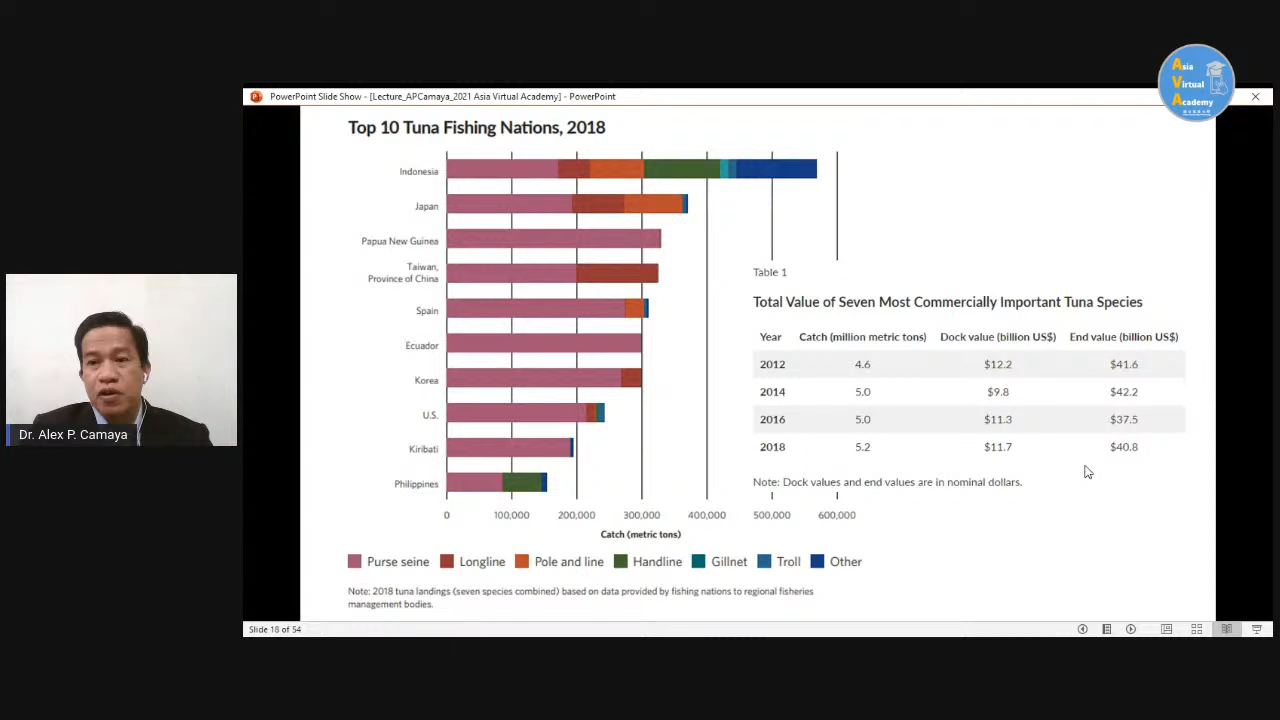 Asia
Virtual
Academy
PowerPoint Slide Show - [Lecture_APCamaya_2021 Asia Virtual Academy] - PowerPoint
Top 10 Tuna Fishing Nations, 2018
Indonesia
Japan
Papua New Guinea
Taiwan,
Province of China
Spain
Ecuador
Korea
U.S.
Kiribati
Philippines
0 100,000 200,000 300,000 400,000 500,000 600,000
Catch (metric tons)
Purse seine Longline Pole and line Handline Gillnet Troll Other
Note: 2018 tuna landings (seven species combined) based on data provided by fishing nations to regional fisheries
management bodies.
Table 1
Total Value of Seven Most Commercially Important Tuna Species
Year Catch (million metric tons) Dock value (billion US$) End value (billion US$)
2012 4.6 $12.2 $41.6
2014 5.0 $9.8 $42.2
2016 5.0 $11.3 $37.5
2018 5.2 $11.7 $40.8
Note: Dock values and end values are in nominal dollars.
Dr. Alex P. Camaya
Slide 18 of 54